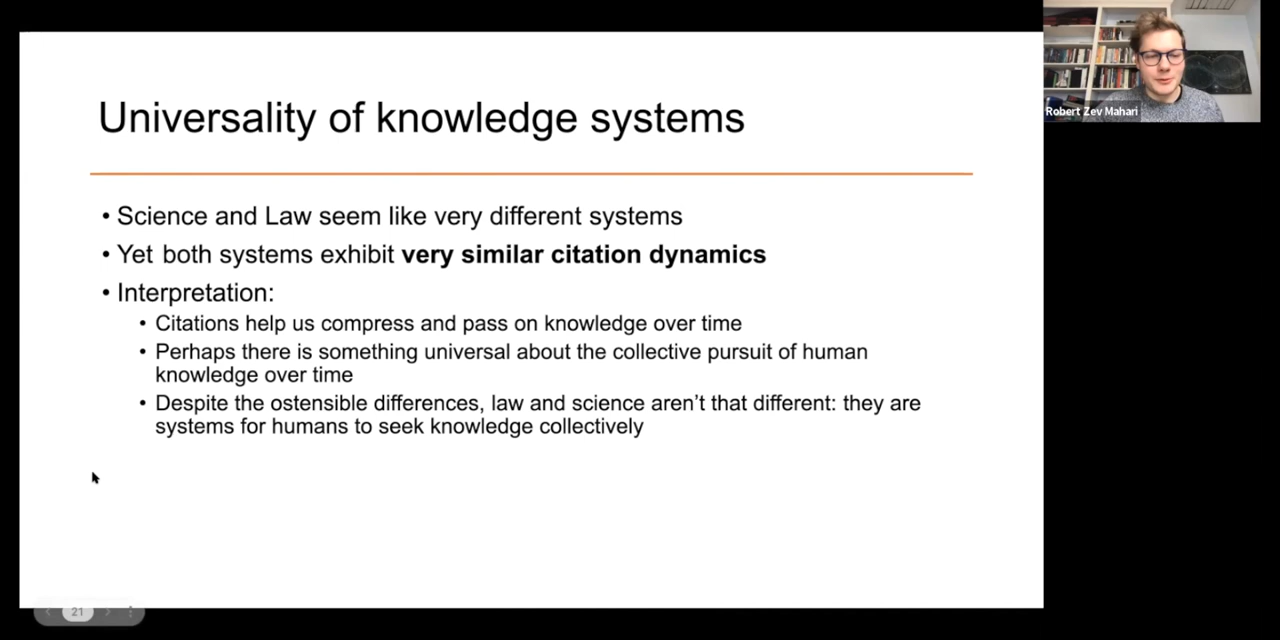 Universality of knowledge systems
• Science and Law seem like very different systems
• Yet both systems exhibit very similar citation dynamics
• Interpretation:
• Citations help us compress and pass on knowledge over time
• Perhaps there is something universal about the collective pursuit of human
knowledge over time
• Despite the ostensible differences, law and science aren’t that different: they are
systems for humans to seek knowledge collectively
Robert Zev Mahari
21